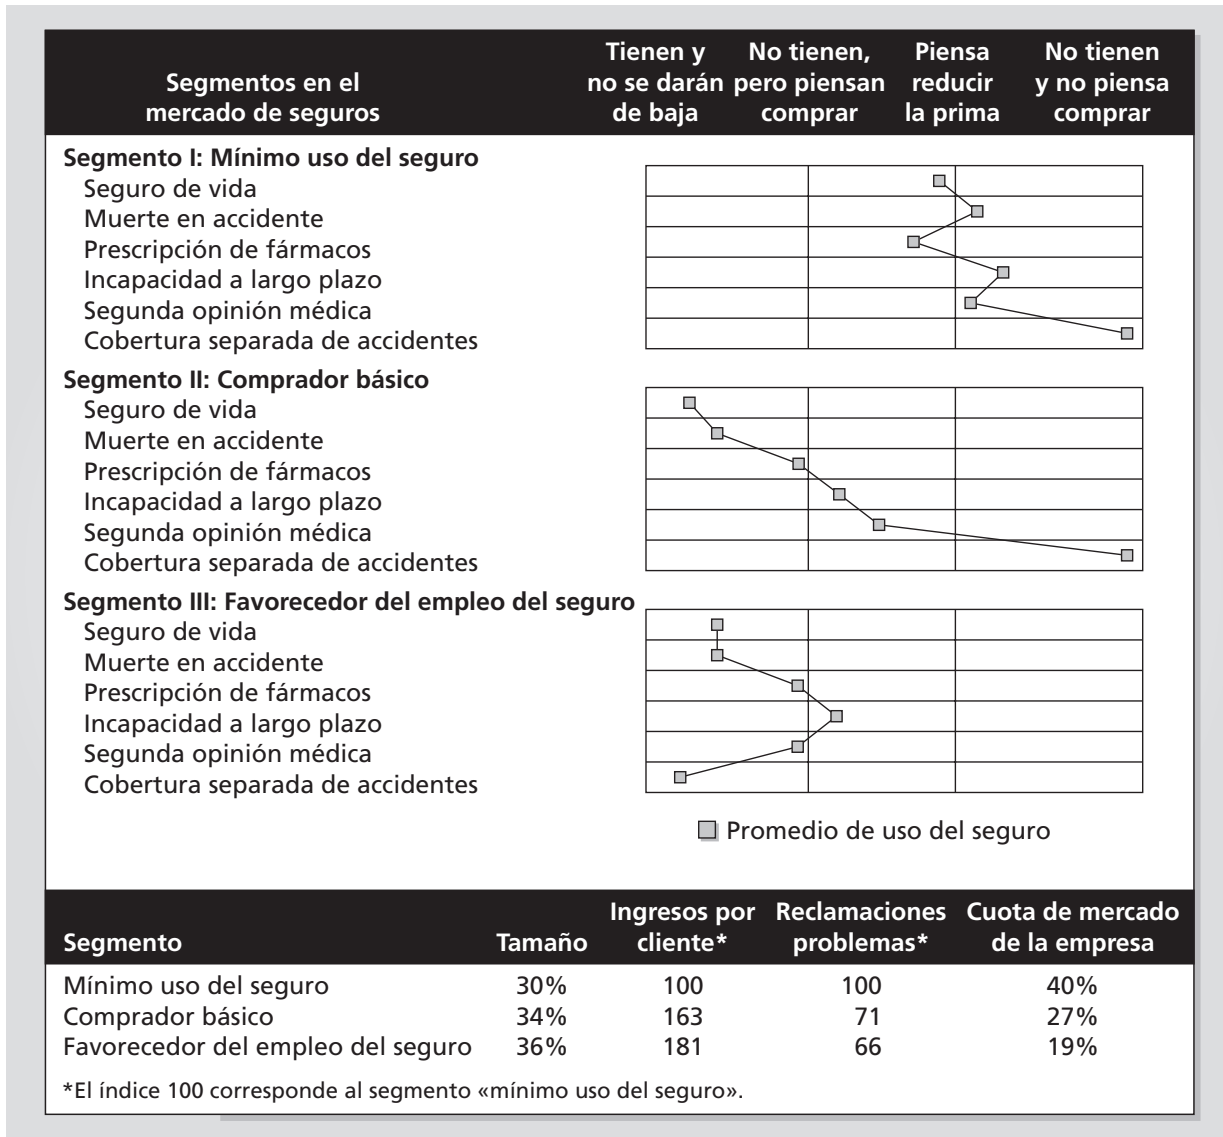 Segmentos en el
mercado de seguros
Tienen y
no se darán
de baja
No tienen,
pero piensan
comprar
Piensa
reducir
la prima
No tienen
y no piensa
comprar
Segmento I: Mínimo uso del seguro
Seguro de vida
Muerte en accidente
Prescripción de fármacos
Incapacidad a largo plazo
Segunda opinión médica
Cobertura separada de accidentes
Segmento II: Comprador básico
Seguro de vida
Muerte en accidente
Prescripción de fármacos
Incapacidad a largo plazo
Segunda opinión médica
Cobertura separada de accidentes
Segmento III: Favorecedor del empleo del seguro
Seguro de vida
Muerte en accidente
Prescripción de fármacos
Incapacidad a largo plazo
Segunda opinión médica
Cobertura separada de accidentes
Promedio de uso del seguro
Segmento
Tamaño
Ingresos por
cliente*
Reclamaciones
problemas*
Cuota de mercado
de la empresa
Mínimo uso del seguro 30% 100 100 40%
Comprador básico 34% 163 71 27%
Favorecedor del empleo del seguro 36% 181 66 19%
*El índice 100 corresponde al segmento «mínimo uso del seguro».